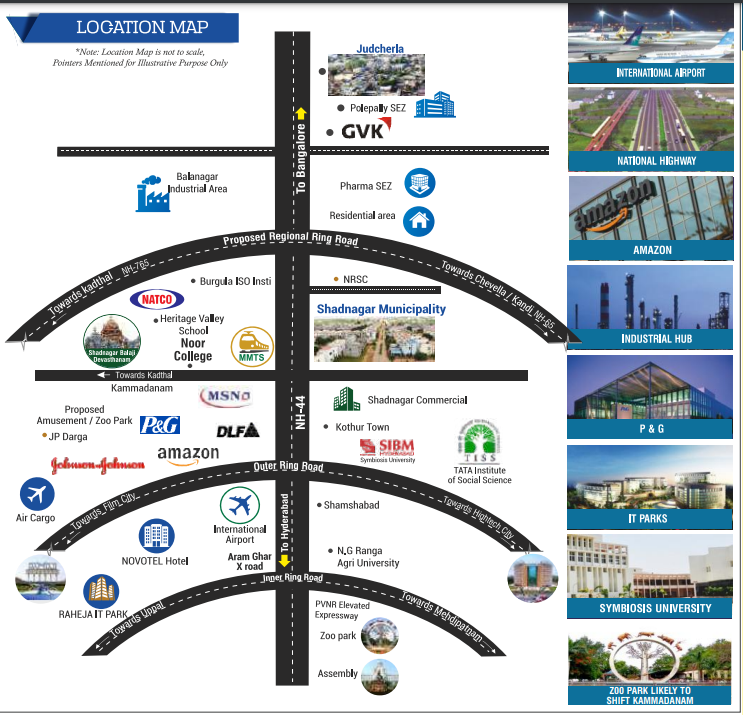 LOCATION MAP
*Note: Location Map is not to scale,
Pointers Mentioned for Illustrative Purpose Only
Judcherla
Polepally SEZ
GVK
To Bangalore
Balanagar
Industrial Area
Pharma SEZ
Residential area
Proposed Regional Ring Road
Towards kadthal NH-765
Towards Chevella / Kandi, NH-65
Burgula ISO Insti
NRSC
NATCO
Heritage Valley
School
Shadnagar Municipality
Shadnagar Balaji
Devasthanam
Noor
College
MMTS
Towards Kadthal
Kammadanam
MSN
NH-44
Shadnagar Commercial
Proposed
Amusement / Zoo Park
P&G
DLF
Kothur Town
JP Darga
SIBM
HYDERABAD
Symbiosis University
TISS
TATA Institute
of Social Science
Johnson & Johnson
amazon
Outer Ring Road
Air Cargo
Towards Film City
Towards Hightech City
International
Airport
To Hyderabad
Shamshabad
NOVOTEL Hotel
Aram Ghar
X road
N.G Ranga
Agri University
Inner Ring Road
RAHEJA IT PARK
Towards Uppal
Towards Mehdipatnam
PVNR Elevated
Expressway
Zoo park
Assembly
INTERNATIONAL AIRPORT
NATIONAL HIGHWAY
amazon
AMAZON
INDUSTRIAL HUB
P & G
IT PARKS
SYMBIOSIS UNIVERSITY
ZOO PARK LIKELY TO
SHIFT KAMMADANAM